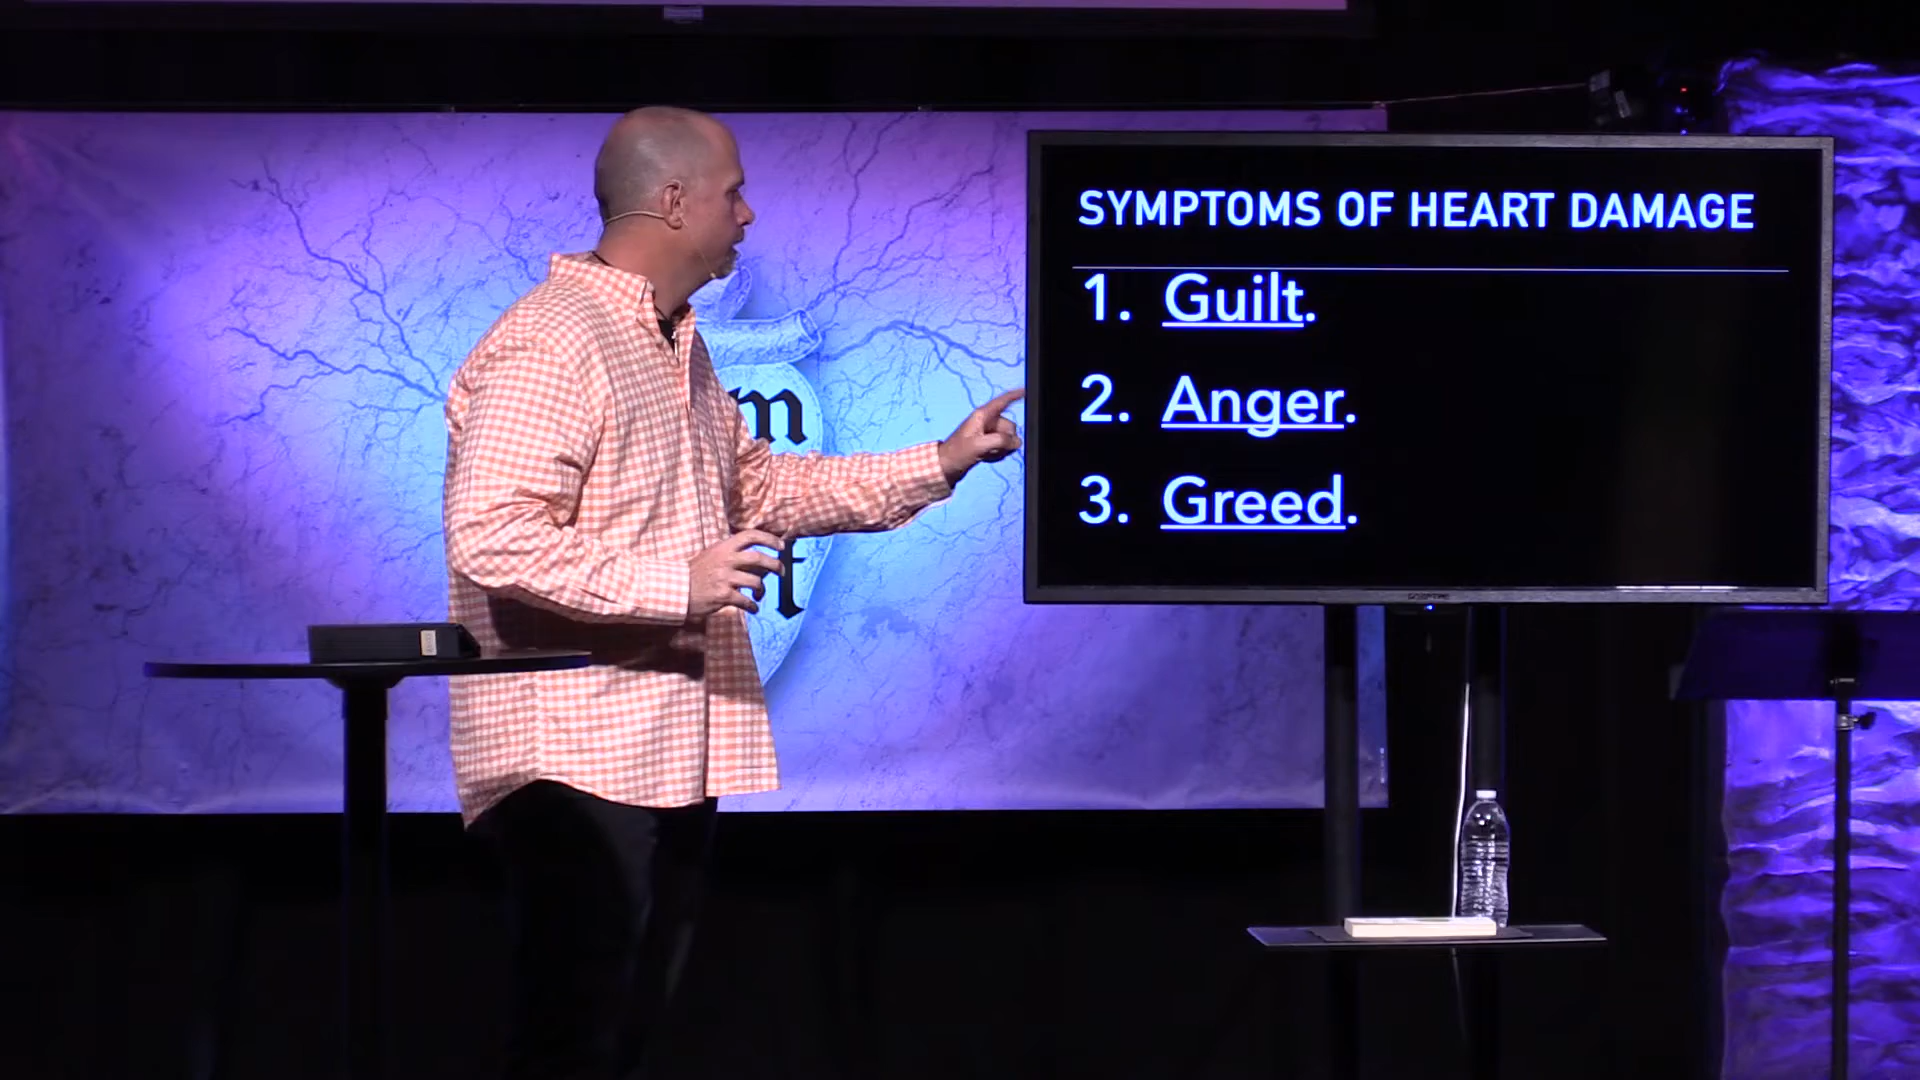 SYMPTOMS OF HEART DAMAGE
1. Guilt.
2. Anger.
3. Greed.